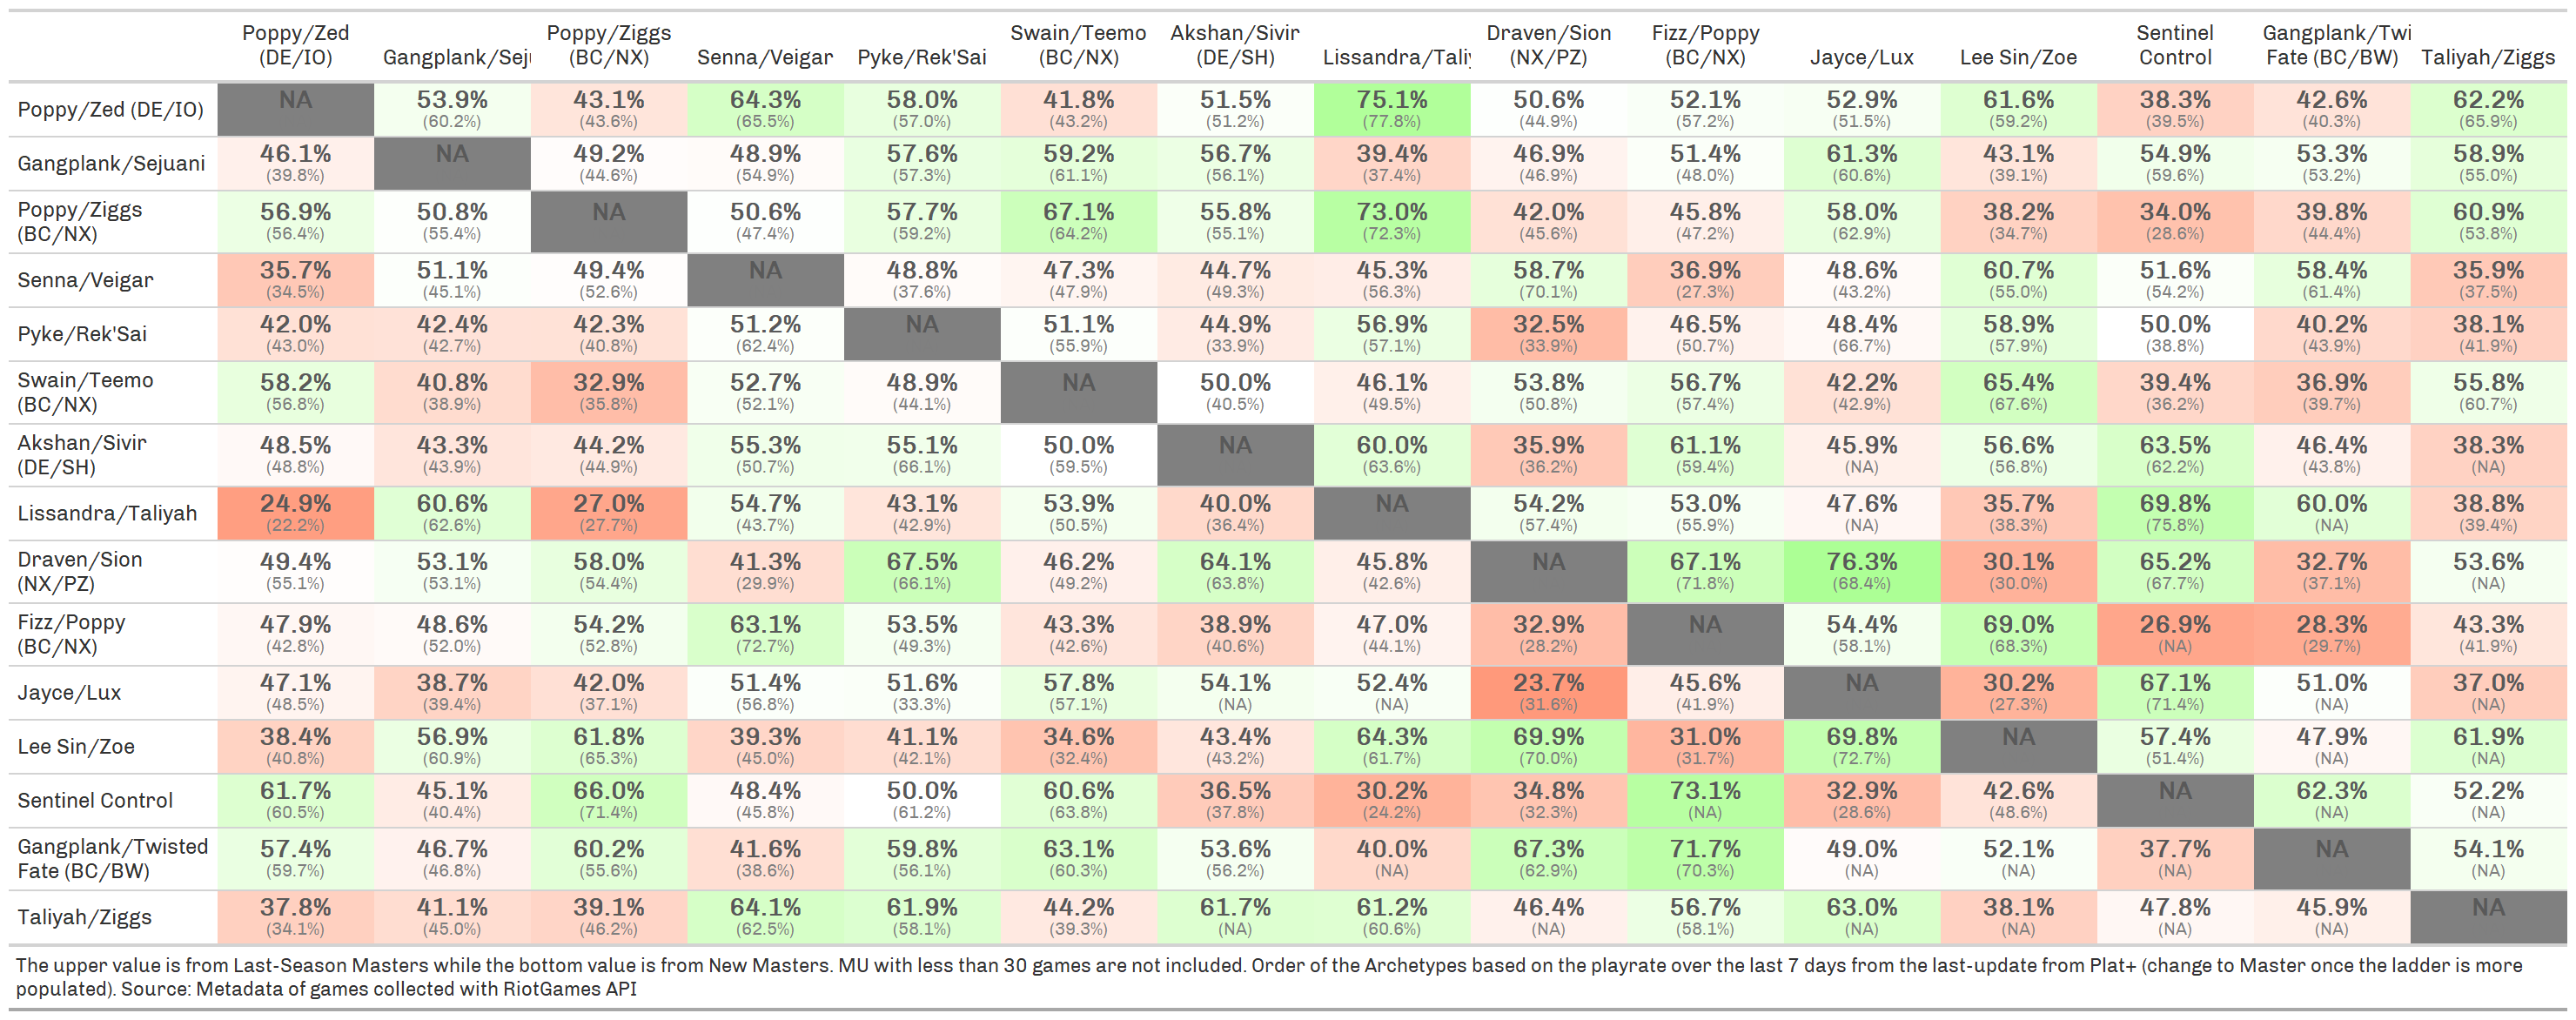 Poppy/Zed (DE/IO) Gangplank/Seju Poppy/Ziggs (BC/NX) Senna/Veigar Pyke/Rek'Sai Swain/Teemo (BC/NX) Akshan/Sivir (DE/SH) Lissandra/Taliy Draven/Sion (NX/PZ) Fizz/Poppy (BC/NX) Jayce/Lux Lee Sin/Zoe Sentinel Control Gangplank/Twi Fate (BC/BW) Taliyah/Ziggs
Poppy/Zed (DE/IO) NA 53.9% 43.1% 64.3% 58.0% 41.8% 51.5% 75.1% 50.6% 52.1% 52.9% 61.6% 38.3% 42.6% 62.2%
(60.2%) (43.6%) (65.5%) (57.0%) (43.2%) (51.2%) (77.8%) (44.9%) (57.2%) (51.5%) (59.2%) (39.5%) (40.3%) (65.9%)
Gangplank/Sejuani 46.1% NA 49.2% 48.9% 57.6% 59.2% 56.7% 39.4% 46.9% 51.4% 61.3% 43.1% 54.9% 53.3% 58.9%
(39.8%) (44.6%) (54.9%) (57.3%) (61.1%) (56.1%) (37.4%) (46.9%) (48.0%) (60.6%) (39.1%) (59.6%) (53.2%) (55.0%)
Poppy/Ziggs (BC/NX) 56.9% 50.8% NA 50.6% 57.7% 67.1% 55.8% 73.0% 42.0% 45.8% 58.0% 38.2% 34.0% 39.8% 60.9%
(56.4%) (55.4%) (47.4%) (59.2%) (64.2%) (55.1%) (72.3%) (45.6%) (47.2%) (62.9%) (34.7%) (28.6%) (44.4%) (53.8%)
Senna/Veigar 35.7% 51.1% 49.4% NA 48.8% 47.3% 44.7% 45.3% 58.7% 36.9% 48.6% 60.7% 51.6% 58.4% 35.9%
(34.5%) (45.1%) (52.6%) (37.6%) (47.9%) (49.3%) (56.3%) (70.1%) (27.3%) (43.2%) (55.0%) (54.2%) (61.4%) (37.5%)
Pyke/Rek'Sai 42.0% 42.4% 42.3% 51.2% NA 51.1% 44.9% 56.9% 32.5% 46.5% 48.4% 58.9% 50.0% 40.2% 38.1%
(43.0%) (42.7%) (40.8%) (62.4%) (55.9%) (33.9%) (57.1%) (33.9%) (50.7%) (66.7%) (57.9%) (38.8%) (43.9%) (41.9%)
Swain/Teemo (BC/NX) 58.2% 40.8% 32.9% 52.7% 48.9% NA 50.0% 46.1% 53.8% 56.7% 42.2% 65.4% 39.4% 36.9% 55.8%
(56.8%) (38.9%) (35.8%) (52.1%) (44.1%) (40.5%) (49.5%) (50.8%) (57.4%) (42.9%) (67.6%) (36.2%) (39.7%) (60.7%)
Akshan/Sivir (DE/SH) 48.5% 43.3% 44.2% 55.3% 55.1% 50.0% NA 60.0% 35.9% 61.1% 45.9% 56.6% 63.5% 46.4% 38.3%
(48.8%) (43.9%) (44.9%) (50.7%) (66.1%) (59.5%) (63.6%) (36.2%) (59.4%) (NA) (56.8%) (62.2%) (43.8%) (NA)
Lissandra/Taliyah 24.9% 60.6% 27.0% 54.7% 43.1% 53.9% 40.0% NA 54.2% 53.0% 47.6% 35.7% 69.8% 60.0% 38.8%
(22.2%) (62.6%) (27.7%) (43.7%) (42.9%) (50.5%) (36.4%) (57.4%) (55.9%) (NA) (38.3%) (75.8%) (NA) (39.4%)
Draven/Sion (NX/PZ) 49.4% 53.1% 58.0% 41.3% 67.5% 46.2% 64.1% 45.8% NA 67.1% 76.3% 30.1% 65.2% 32.7% 53.6%
(55.1%) (53.1%) (54.4%) (29.9%) (66.1%) (49.2%) (63.8%) (42.6%) (71.8%) (68.4%) (30.0%) (67.7%) (37.1%) (NA)
Fizz/Poppy (BC/NX) 47.9% 48.6% 54.2% 63.1% 53.5% 43.3% 38.9% 47.0% 32.9% NA 54.4% 69.0% 26.9% 28.3% 43.3%
(42.8%) (52.0%) (52.8%) (72.7%) (49.3%) (42.6%) (40.6%) (44.1%) (28.2%) (58.1%) (68.3%) (NA) (29.7%) (41.9%)
Jayce/Lux 47.1% 38.7% 42.0% 51.4% 51.6% 57.8% 54.1% 52.4% 23.7% 45.6% NA 30.2% 67.1% 51.0% 37.0%
(48.5%) (39.4%) (37.1%) (56.8%) (33.3%) (57.1%) (NA) (NA) (31.6%) (41.9%) (27.3%) (71.4%) (NA) (NA)
Lee Sin/Zoe 38.4% 56.9% 61.8% 39.3% 41.1% 34.6% 43.4% 64.3% 69.9% 31.0% 69.8% NA 57.4% 47.9% 61.9%
(40.8%) (60.9%) (65.3%) (45.0%) (42.1%) (32.4%) (43.2%) (61.7%) (70.0%) (31.7%) (72.7%) (51.4%) (NA) (NA)
Sentinel Control 61.7% 45.1% 66.0% 48.4% 50.0% 60.6% 36.5% 30.2% 34.8% 73.1% 32.9% 42.6% NA 62.3% 52.2%
(60.5%) (40.4%) (71.4%) (45.8%) (61.2%) (63.8%) (37.8%) (24.2%) (32.3%) (NA) (28.6%) (48.6%) (NA) (NA)
Gangplank/Twisted Fate (BC/BW) 57.4% 46.7% 60.2% 41.6% 59.8% 63.1% 53.6% 40.0% 67.3% 71.7% 49.0% 52.1% 37.7% NA 54.1%
(59.7%) (46.8%) (55.6%) (38.6%) (56.1%) (60.3%) (56.2%) (NA) (62.9%) (70.3%) (NA) (NA) (NA) (NA)
Taliyah/Ziggs 37.8% 41.1% 39.1% 64.1% 61.9% 44.2% 61.7% 61.2% 46.4% 56.7% 63.0% 38.1% 47.8% 45.9% NA
(34.1%) (45.0%) (46.2%) (62.5%) (58.1%) (39.3%) (NA) (60.6%) (NA) (58.1%) (NA) (NA) (NA) (NA)
The upper value is from Last-Season Masters while the bottom value is from New Masters. MU with less than 30 games are not included. Order of the Archetypes based on the playrate over the last 7 days from the last-update from Plat+ (change to Master once the ladder is more
populated). Source: Metadata of games collected with RiotGames API